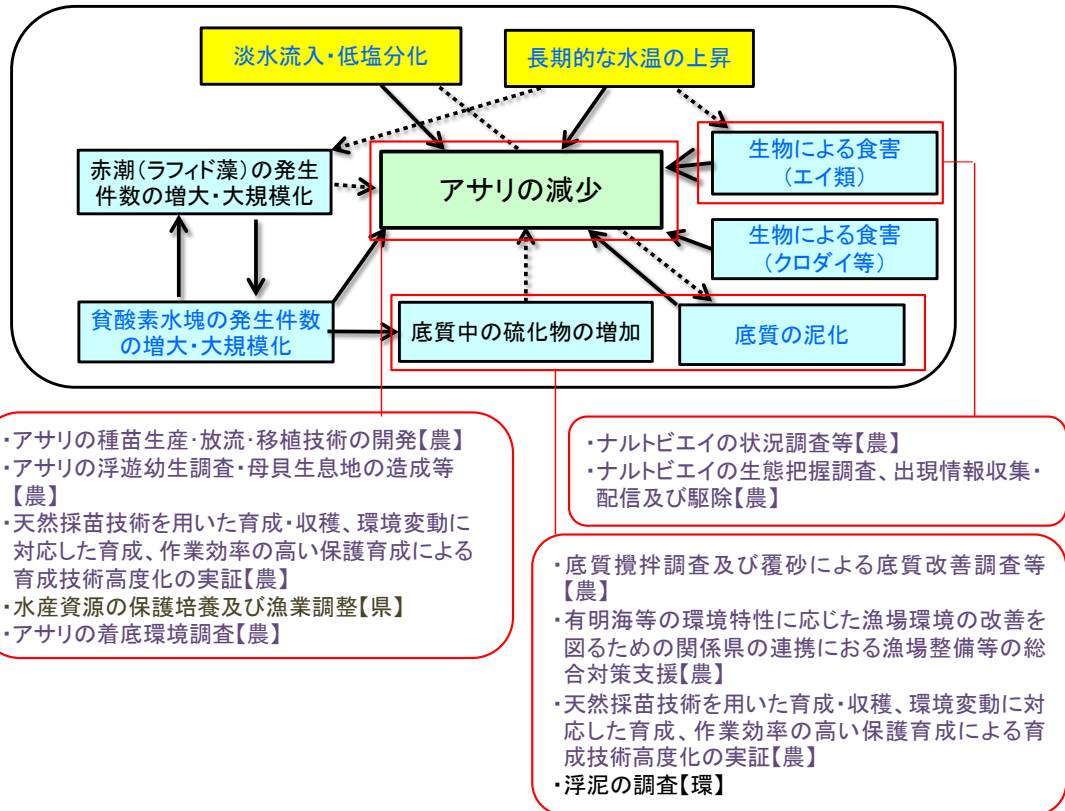 淡水流入・低塩分化
長期的な水温の上昇
赤潮(ラフィド藻)の発生
件数の増大・大規模化
アサリの減少
生物による食害
(エイ類)
生物による食害
(クロダイ等)
貧酸素水塊の発生件数
の増大・大規模化
底質中の硫化物の増加
底質の泥化
・アサリの種苗生産・放流・移植技術の開発【農】
・アサリの浮遊幼生調査・母貝生息地の造成等
【農】
・天然採苗技術を用いた育成・収穫、環境変動に
対応した育成、作業効率の高い保護育成による
育成技術高度化の実証【農】
・水産資源の保護培養及び漁業調整【県】
・アサリの着底環境調査【農】
・ナルトビエイの状況調査等【農】
・ナルトビエイの生態把握調査、出現情報収集・
配信及び駆除【農】
・底質攪拌調査及び覆砂による底質改善調査等
【農】
・有明海等の環境特性に応じた漁場環境の改善を
図るための関係県の連携におる漁場整備等の総
合対策支援【農】
・天然採苗技術を用いた育成・収穫、環境変動に対
応した育成、作業効率の高い保護育成による育
成技術高度化の実証【農】
・浮泥の調査【環】